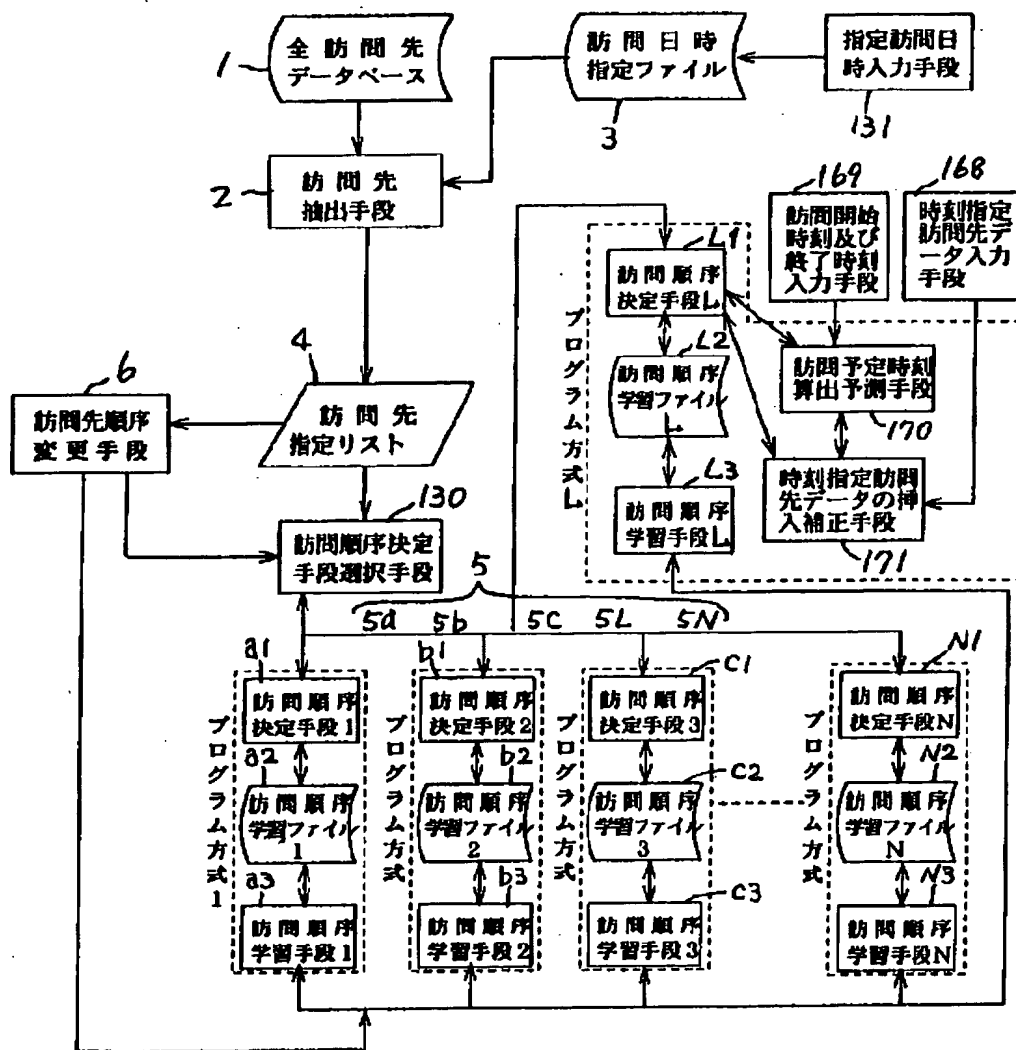 1
全訪問先
データベース
訪問日時
指定ファイル
3
指定訪問日
時入力手段
131
2
訪問先
抽出手段
169
訪問開始
時刻及び
終了時刻
入力手段
168
時刻指定
訪問先デ
ータ入力
手段
プログラム方式L
L1
訪問順序
決定手段L
L2
訪問順序
学習ファイル
L
L3
訪問順序
学習手段L
訪問予定時刻
算出予測手段
170
時刻指定訪問
先データの挿
入補正手段
171
6
訪問先順序
変更手段
4
訪問先
指定リスト
130
訪問順序決定
手段選択手段
5
5a 5b 5C 5L 5N
プログラム方式1
a1
訪問順序
決定手段1
a2
訪問順序
学習ファイル
1
a3
訪問順序
学習手段1
プログラム方式
b1
訪問順序
決定手段2
b2
訪問順序
学習ファイル
2
b3
訪問順序
学習手段2
プログラム方式
C1
訪問順序
決定手段3
C2
訪問順序
学習ファイル
3
C3
訪問順序
学習手段3
プログラム方式
N1
訪問順序
決定手段N
N2
訪問順序
学習ファイル
N
N3
訪問順序
学習手段N